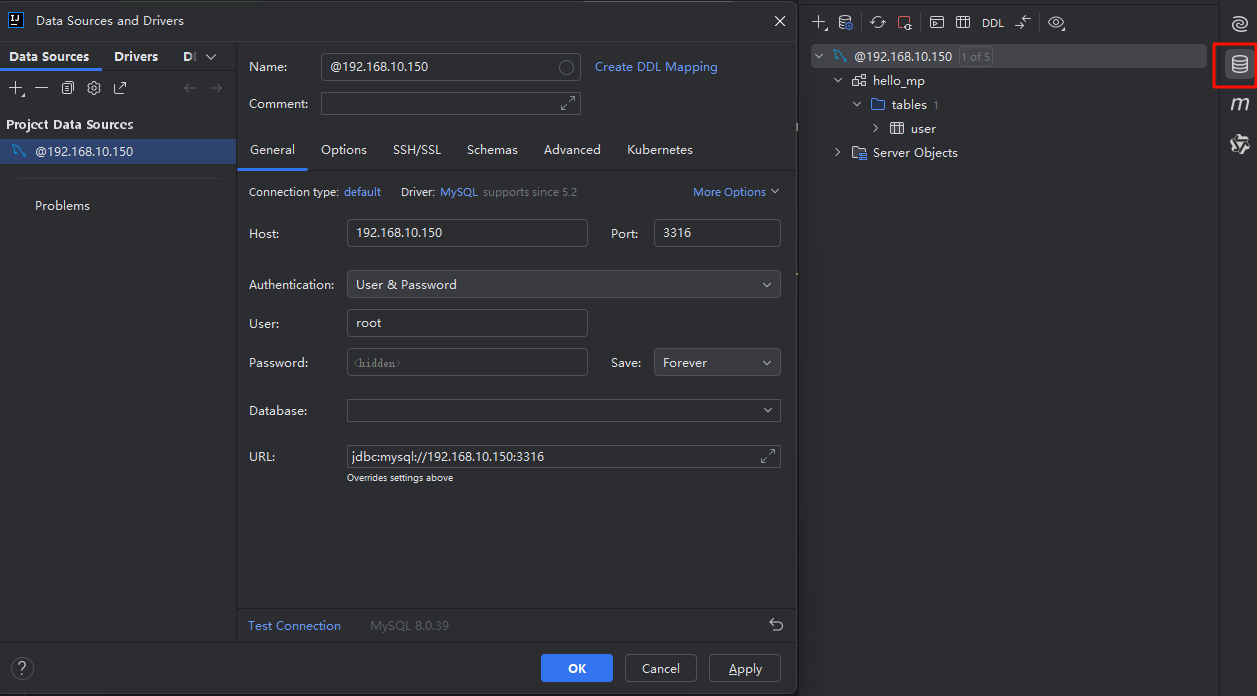 Data Sources and Drivers
Data Sources Drivers
Project Data Sources
@192.168.10.150
Problems
Name: @192.168.10.150 Create DDL Mapping
Comment:
General Options SSH/SSL Schemas Advanced Kubernetes
Connection type: default Driver: MySQL supports since 5.2 More Options
Host: 192.168.10.150 Port: 3316
Authentication: User & Password
User: root
Password: <hidden> Save: Forever
Database:
URL: jdbc:mysql://192.168.10.150:3316
Overrides settings above
Test Connection MySQL 8.0.39
? OK Cancel Apply
DDL
@192.168.10.150 1 of 5
hello_mp
tables 1
user
Server Objects
m